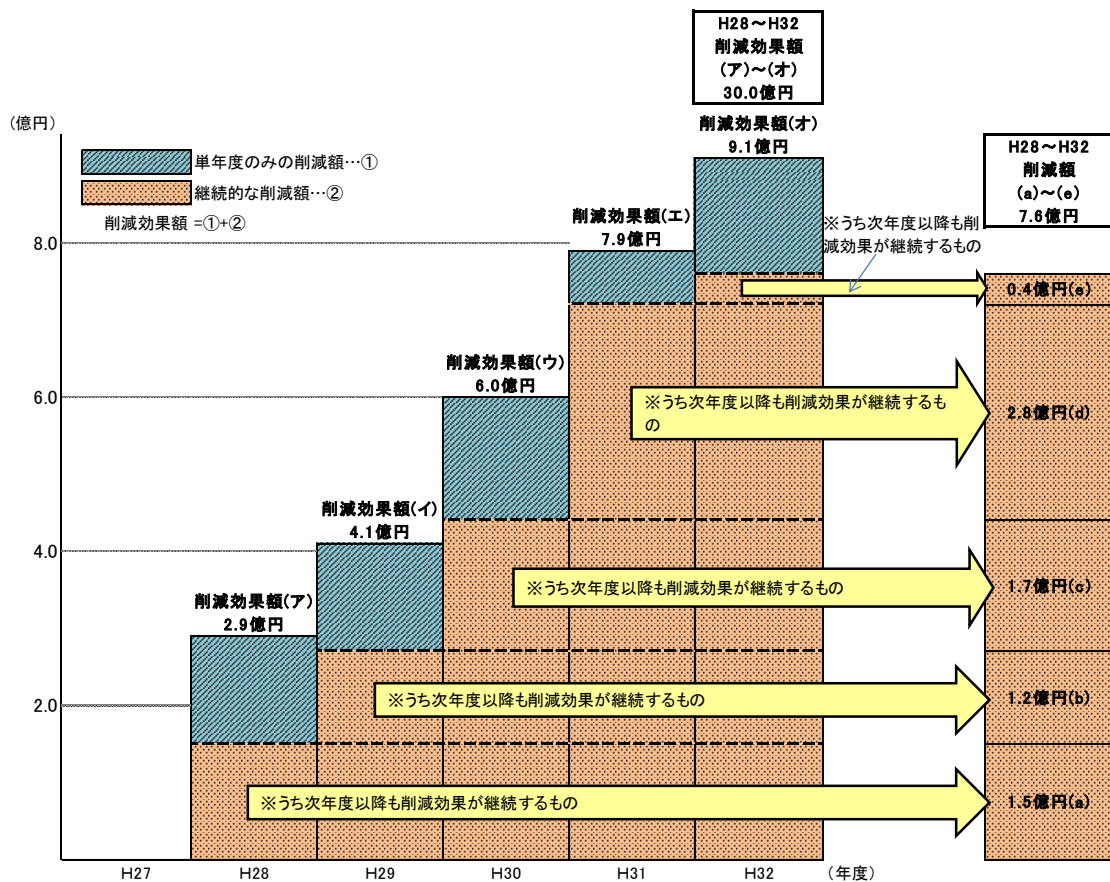 H28～H32
削減効果額
(ア)～(オ)
30.0億円
(億円)
単年度のみの削減額…①
継続的な削減額…②
削減効果額 =①+②
削減効果額(オ)
9.1億円
H28～H32
削減額
(a)～(e)
7.6億円
削減効果額(エ)
7.9億円
※うち次年度以降も削
減効果が継続するもの
8.0
0.4億円(e)
削減効果額(ウ)
6.0億円
6.0
※うち次年度以降も削減効果が継続するも
の
2.8億円(d)
削減効果額(イ)
4.1億円
4.0
※うち次年度以降も削減効果が継続するもの
1.7億円(c)
削減効果額(ア)
2.9億円
2.0
※うち次年度以降も削減効果が継続するもの
1.2億円(b)
※うち次年度以降も削減効果が継続するもの
1.5億円(a)
H27
H28
H29
H30
H31
H32
(年度)